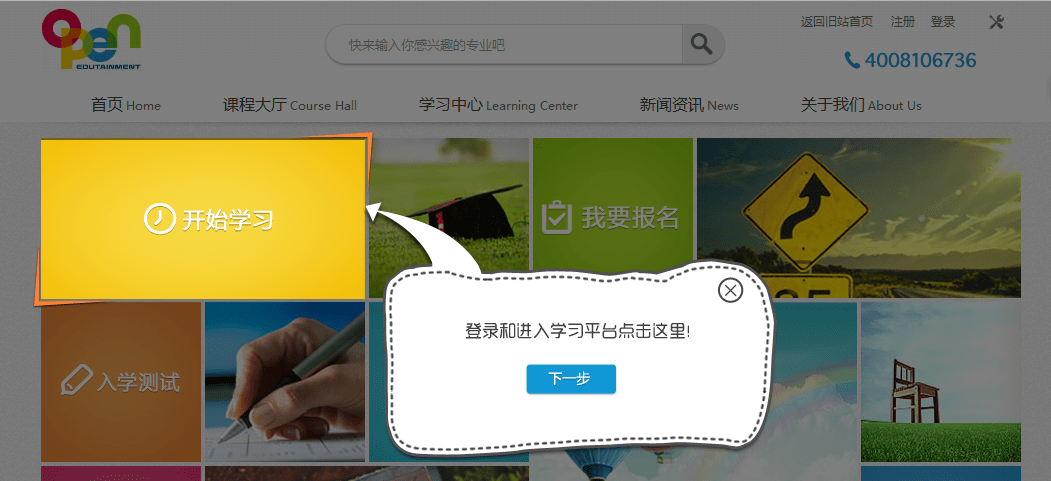 Open
EDUTAINMENT
快来输入你感兴趣的专业吧
返回旧站首页 注册 登录
4008106736
首页 Home 课程大厅 Course Hall 学习中心 Learning Center 新闻资讯 News 关于我们 About Us
开始学习
我要报名
登录和进入学习平台点击这里!
下一步
入学测试